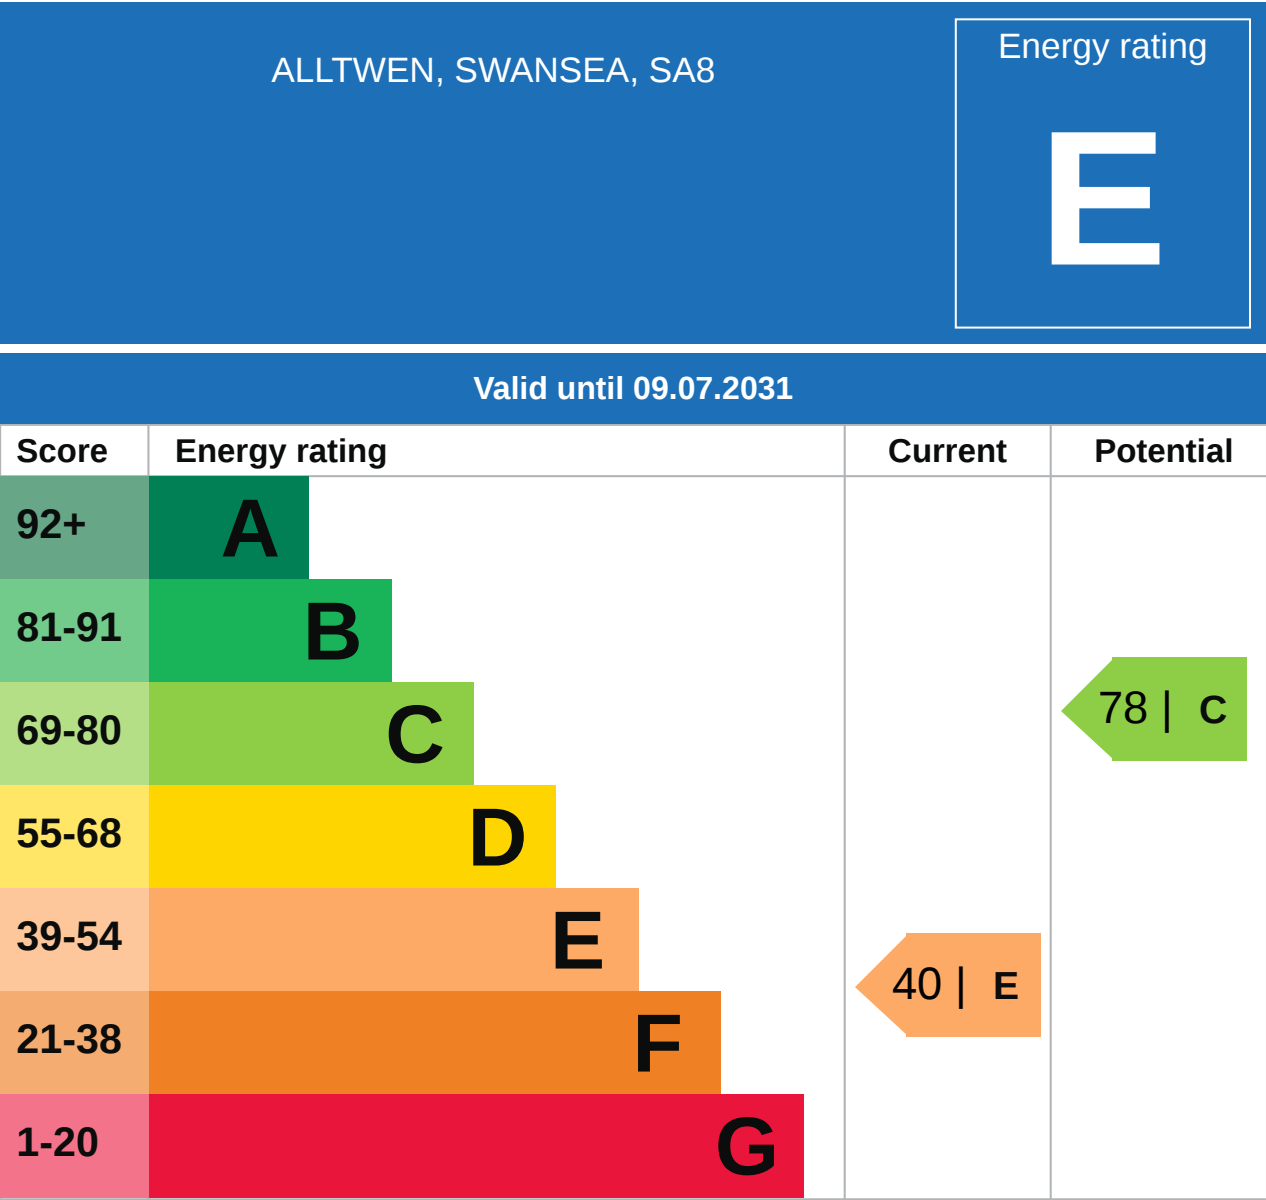 ALLTWEN, SWANSEA, SA8
Energy rating
E
Valid until 09.07.2031
Score Energy rating Current Potential
92+ A
81-91 B
69-80 C
78 | C
55-68 D
39-54 E
40 | E
21-38 F
1-20 G